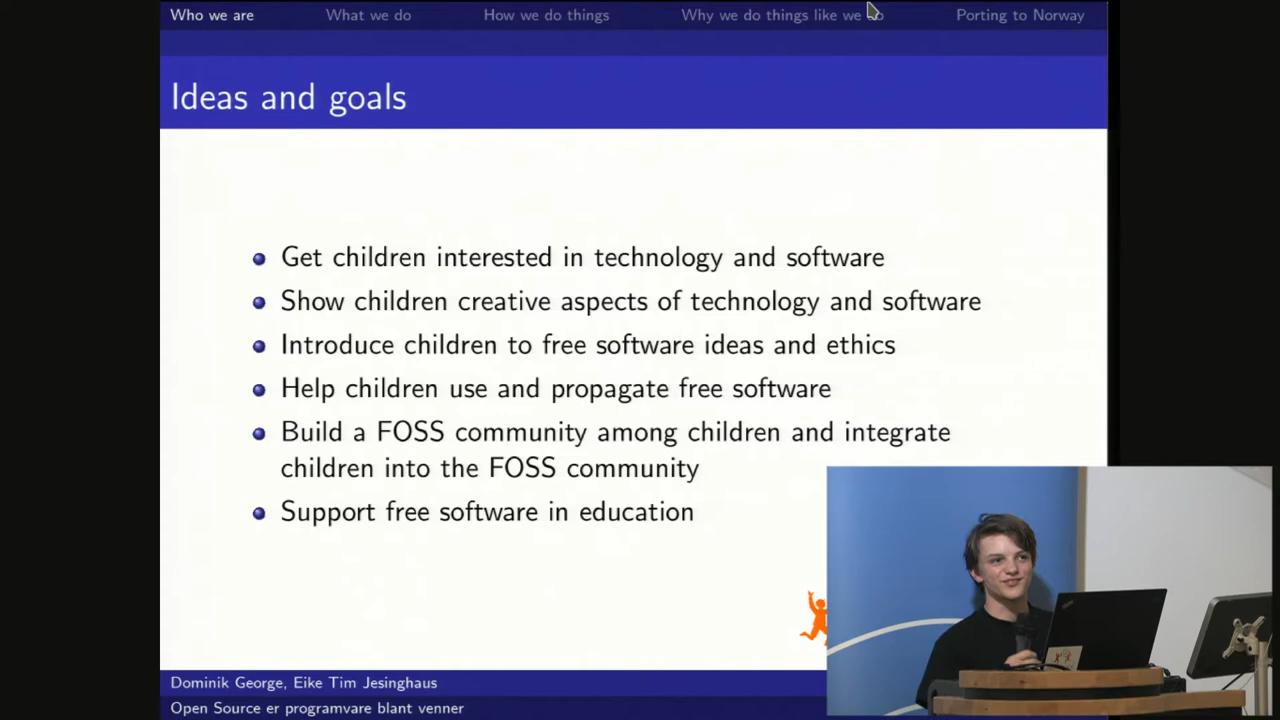 Who we are
What we do
How we do things
Why we do things like we
Porting to Norway
Ideas and goals
Get children interested in technology and software
Show children creative aspects of technology and software
Introduce children to free software ideas and ethics
Help children use and propagate free software
Build a FOSS community among children and integrate
children into the FOSS community
Support free software in education
Dominik George, Eike Tim Jesinghaus
Open Source er programvare blant venner